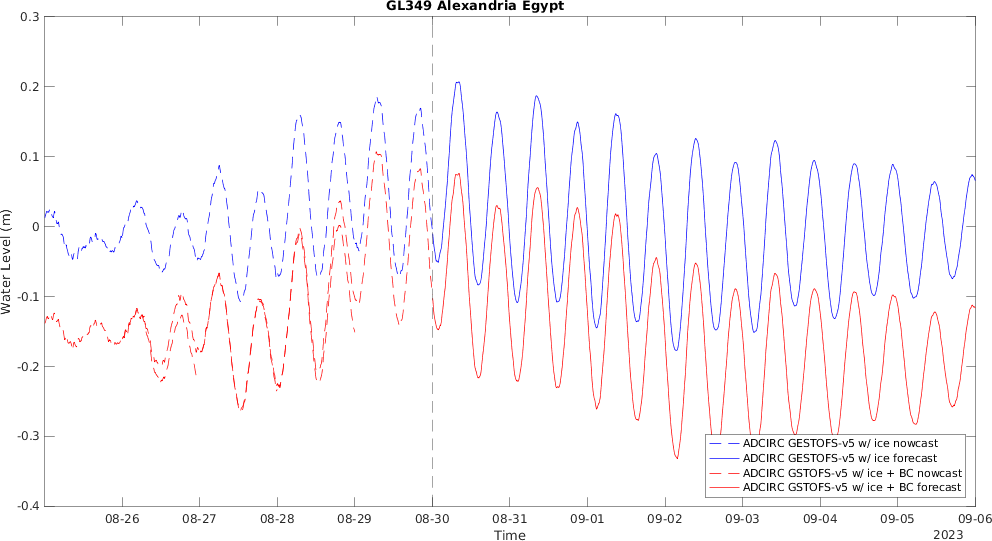 GL349 Alexandria Egypt
0.3
0.2
0.1
0
-0.1
-0.2
-0.3
-0.4
Water Level (m)
ADCIRC GESTOFS-v5 w/ ice nowcast
ADCIRC GESTOFS-v5 w/ ice forecast
ADCIRC GSTOFS-v5 w/ ice + BC nowcast
ADCIRC GSTOFS-v5 w/ ice + BC forecast
08-26 08-27 08-28 08-29 08-30 08-31 09-01 09-02 09-03 09-04 09-05 09-06
Time
2023